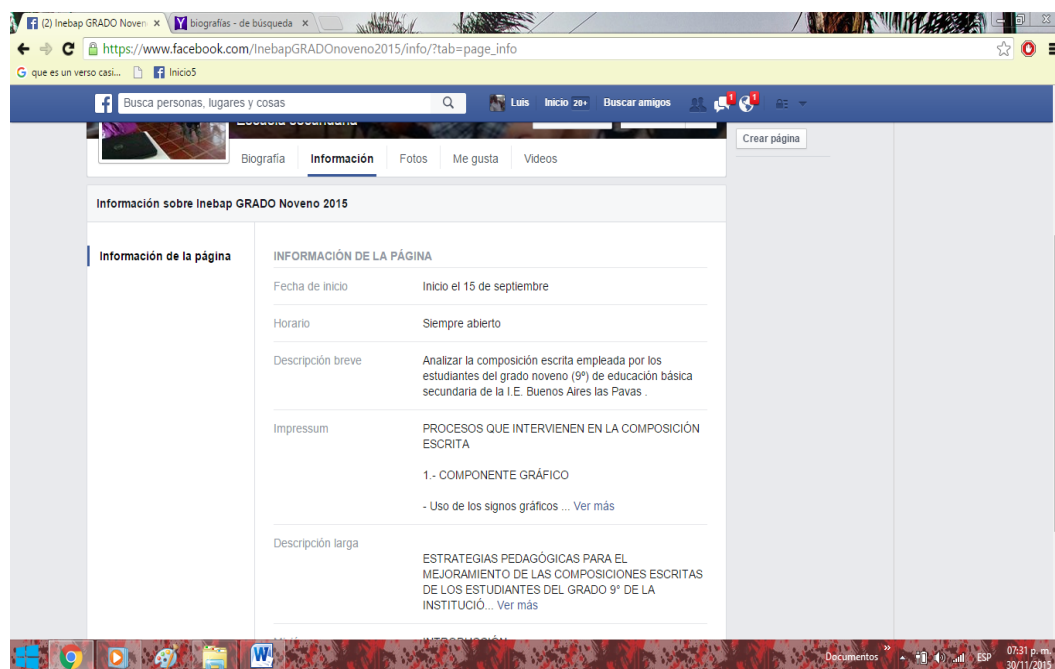 (2) Inebap GRADO Noven
biografías - de búsqueda
https://www.facebook.com/InebapGRADOnoveno2015/info/?tab=page_info
que es un verso casi...
Inicio5
Busca personas, lugares y cosas
Luis
Inicio 20+
Buscar amigos
1
1
Escuela secundaria
Crear página
Biografía
Información
Fotos
Me gusta
Videos
Información sobre Inebap GRADO Noveno 2015
Información de la página
INFORMACIÓN DE LA PÁGINA
Fecha de inicio
Inicio el 15 de septiembre
Horario
Siempre abierto
Descripción breve
Analizar la composición escrita empleada por los
estudiantes del grado noveno (9º) de educación básica
secundaria de la I.E. Buenos Aires las Pavas .
Impressum
PROCESOS QUE INTERVIENEN EN LA COMPOSICIÓN
ESCRITA
1.- COMPONENTE GRÁFICO
- Uso de los signos gráficos ... Ver más
Descripción larga
ESTRATEGIAS PEDAGÓGICAS PARA EL
MEJORAMIENTO DE LAS COMPOSICIONES ESCRITAS
DE LOS ESTUDIANTES DEL GRADO 9° DE LA
INSTITUCIÓ... Ver más
INTRODUCCIÓN
Documentos
ESP
07:31 p. m.